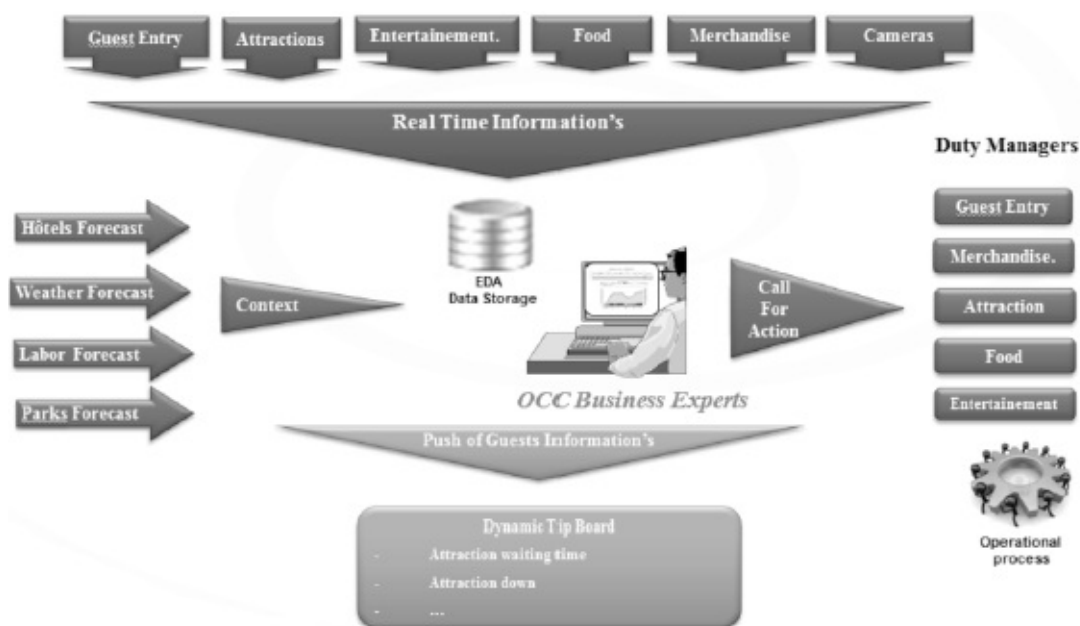 Guest Entry
Attractions
Entertainement.
Food
Merchandise
Cameras
Real Time Information's
Duty Managers
Hôtels Forecast
Weather Forecast
Labor Forecast
Parks Forecast
Context
EDA
Data Storage
Call
For
Action
Guest Entry
Merchandise.
Attraction
Food
Entertainement
OCC Business Experts
Push of Guests Information's
Dynamic Tip Board
- Attraction waiting time
- Attraction down
- ...
Operational
process